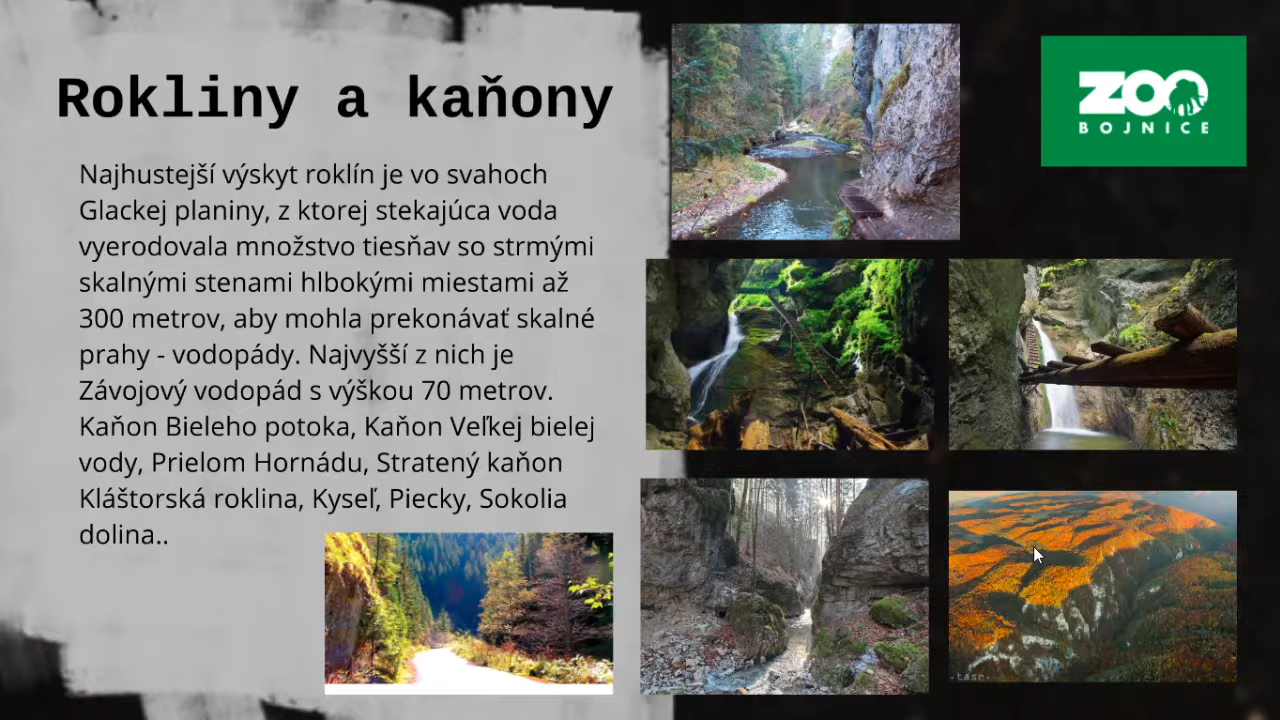 Rokliny a kaňony
Najhustejší výskyt roklín je vo svahoch
Glackej planiny, z ktorej stekajúca voda
vyerodovala množstvo tiesňav so strmými
skalnými stenami hlbokými miestami až
300 metrov, aby mohla prekonávať skalné
prahy - vodopády. Najvyšší z nich je
Závojový vodopád s výškou 70 metrov.
Kaňon Bieleho potoka, Kaňon Veľkej bielej
vody, Prielom Hornádu, Stratený kaňon
Kláštorská roklina, Kyseľ, Piecky, Sokolia
dolina..
ZOO
BOJNICE
-tasr-